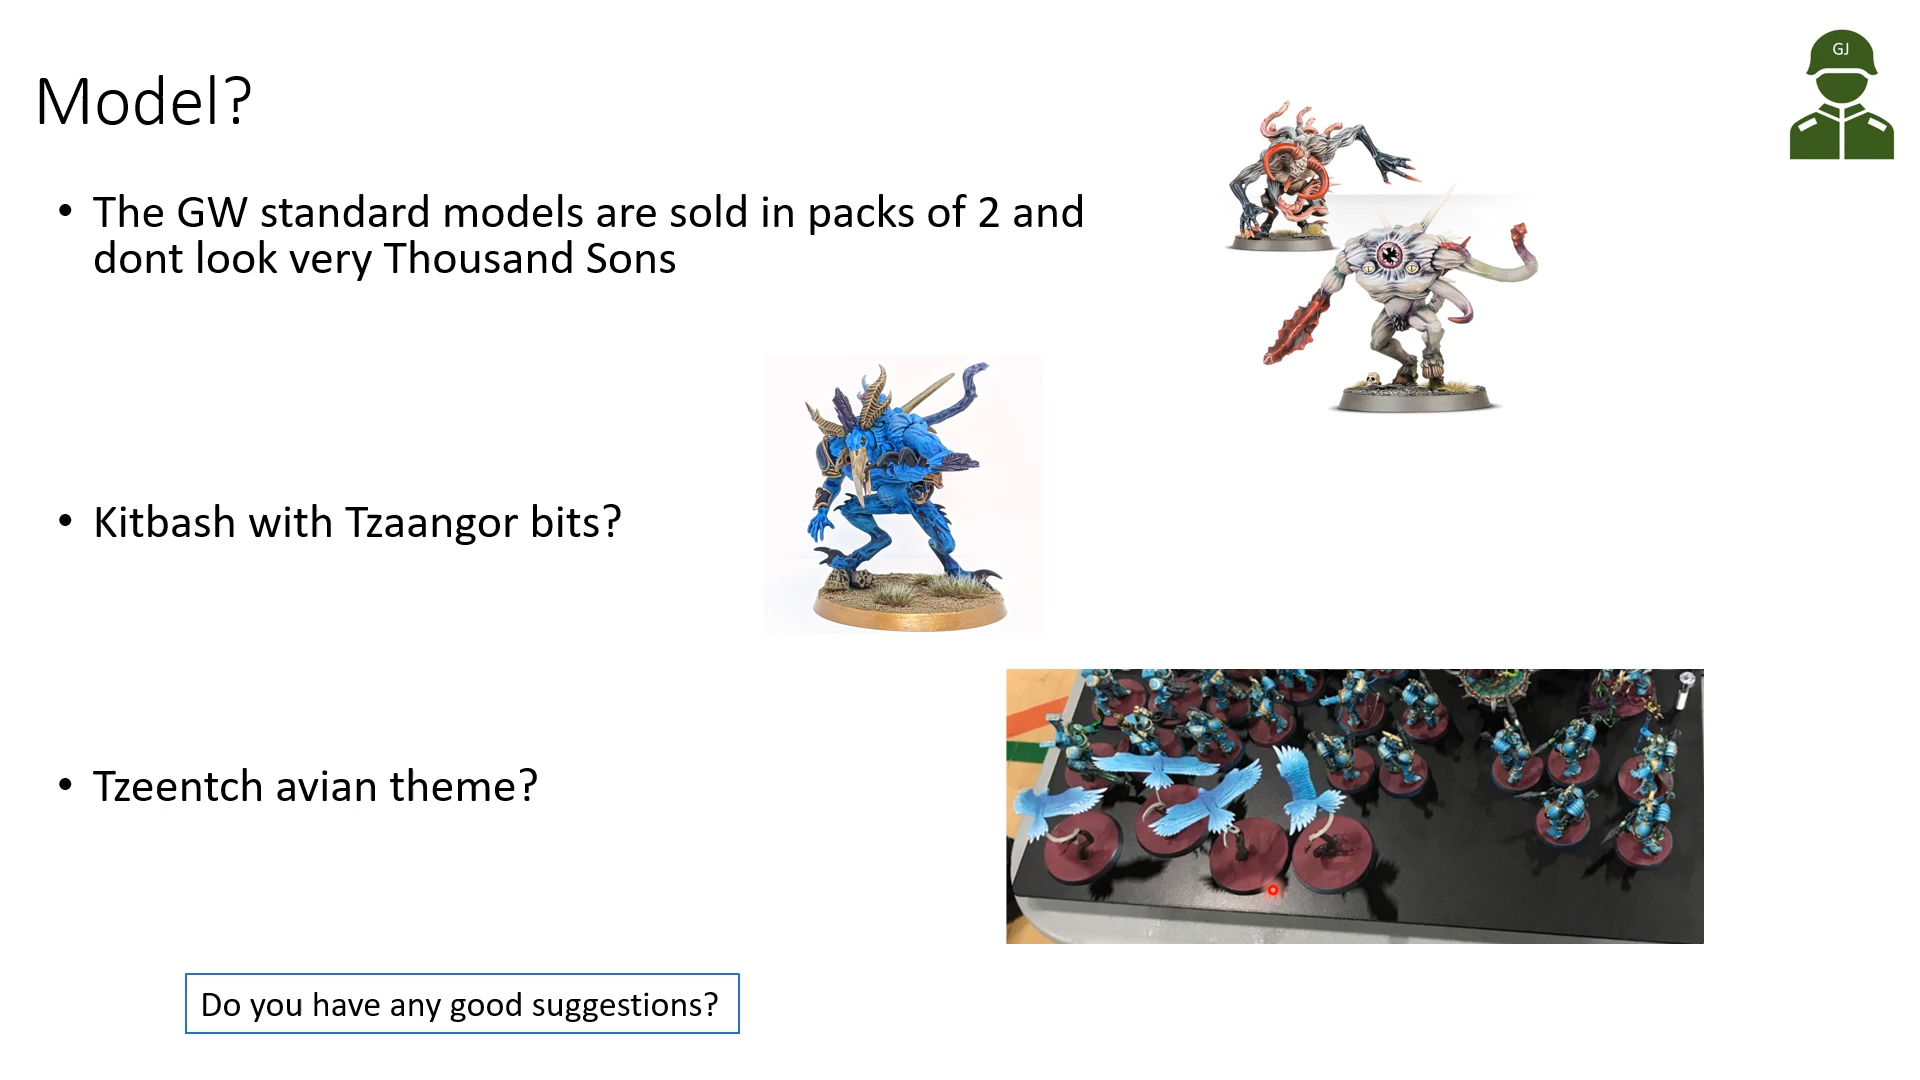 GJ
Model?
• The GW standard models are sold in packs of 2 and
dont look very Thousand Sons
• Kitbash with Tzaangor bits?
• Tzeentch avian theme?
Do you have any good suggestions?